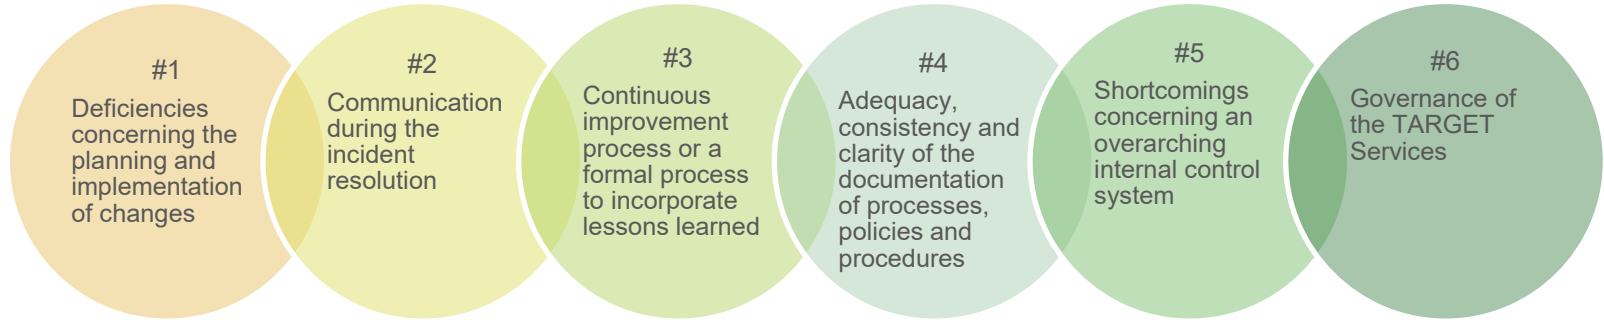 #1
Deficiencies
concerning the
planning and
implementation
of changes
#2
Communication
during the
incident
resolution
#3
Continuous
improvement
process or a
formal process
to incorporate
lessons learned
#4
Adequacy,
consistency and
clarity of the
documentation
of processes,
policies and
procedures
#5
Shortcomings
concerning an
overarching
internal control
system
#6
Governance of
the TARGET
Services